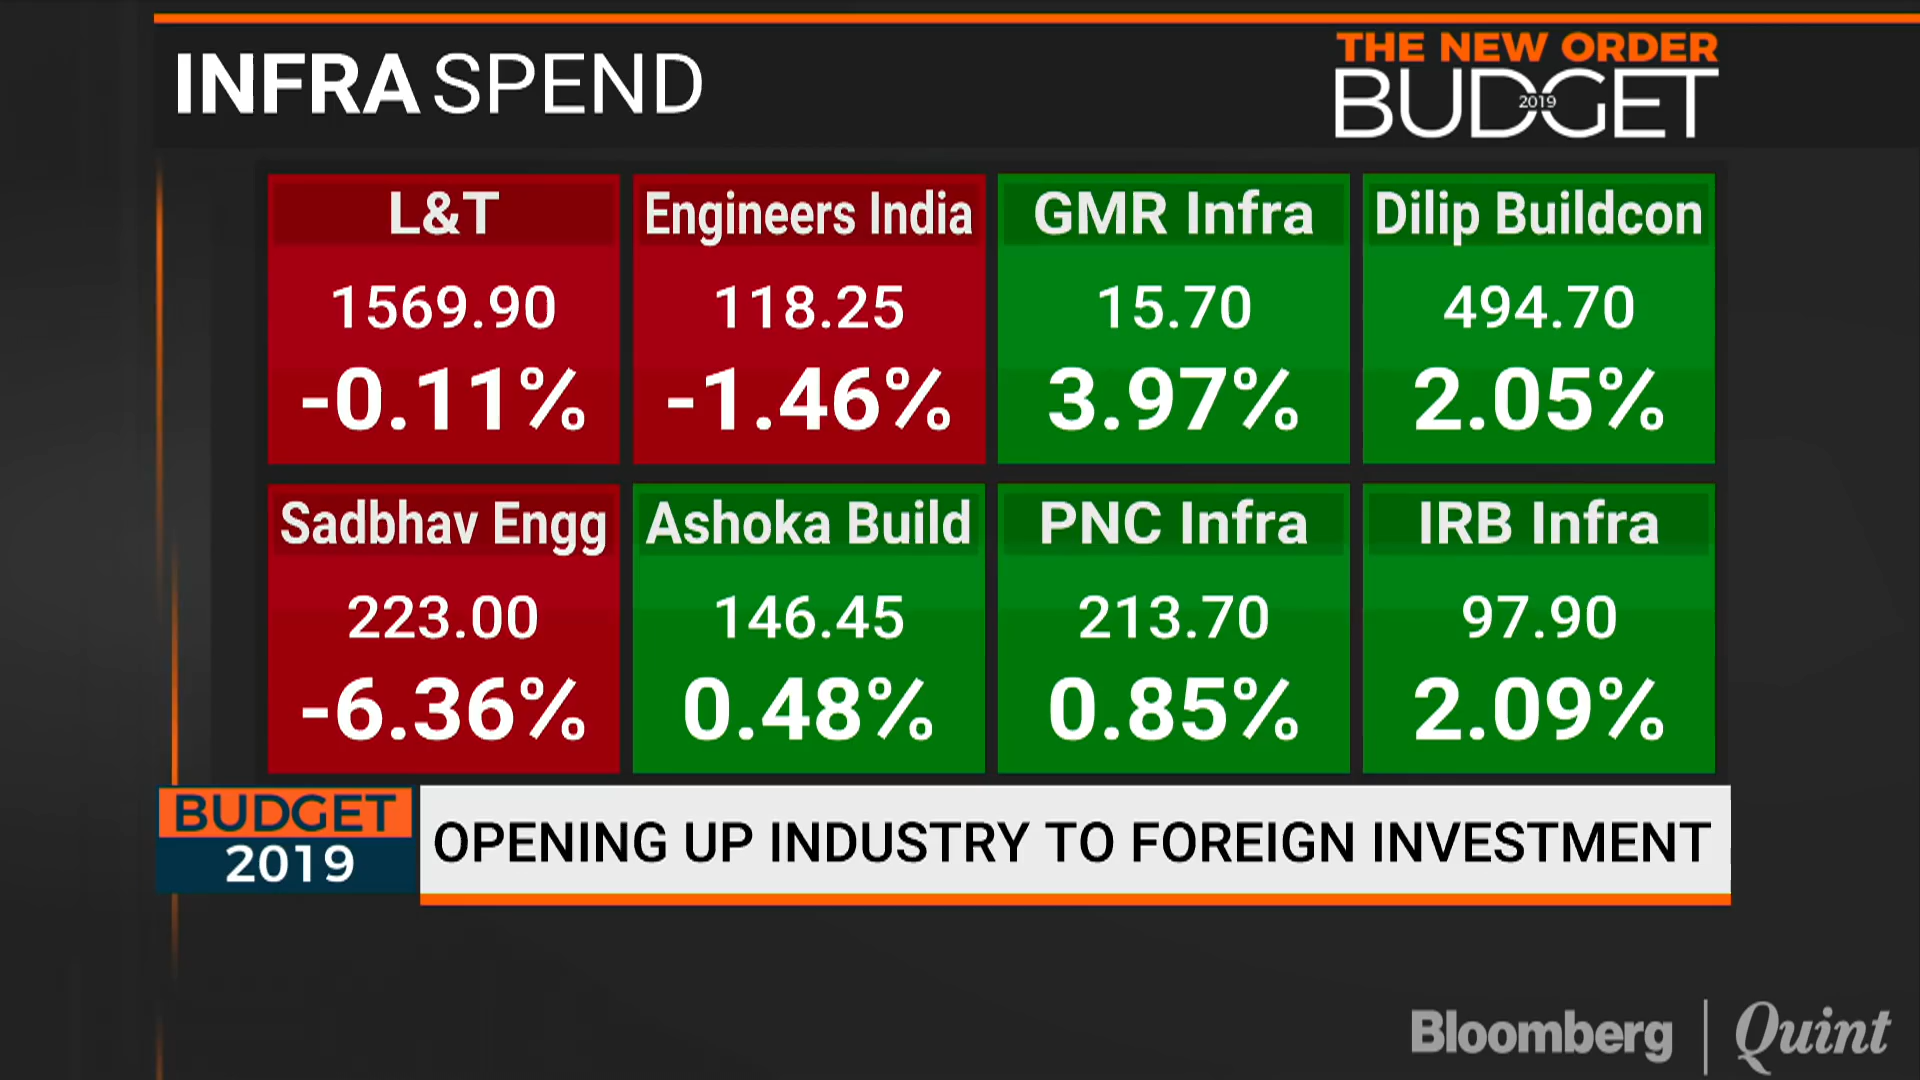 INFRA SPEND
THE NEW ORDER
BUDGET
2019
L&T
1569.90
-0.11%
Engineers India
118.25
-1.46%
GMR Infra
15.70
3.97%
Dilip Buildcon
494.70
2.05%
Sadbhav Engg
223.00
-6.36%
Ashoka Build
146.45
0.48%
PNC Infra
213.70
0.85%
IRB Infra
97.90
2.09%
BUDGET
2019
OPENING UP INDUSTRY TO FOREIGN INVESTMENT
Bloomberg | Quint